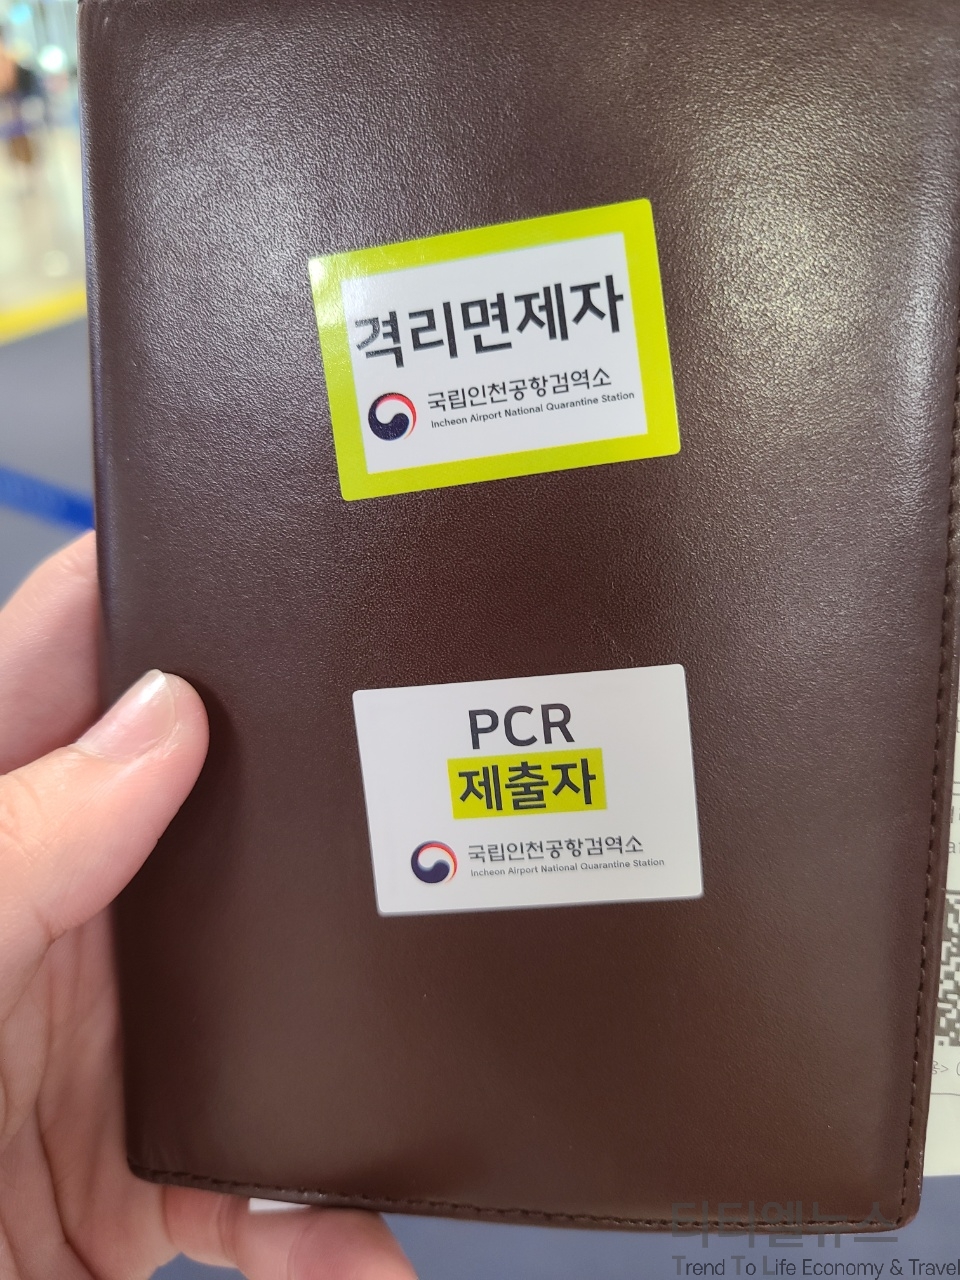 격리면제자
국립인천공항검역소
Incheon Airport National Quarantine Station
PCR
제출자
국립인천공항검역소
Incheon Airport National Quarantine Station
티티엘뉴스
Trend To Life Economy & Travel